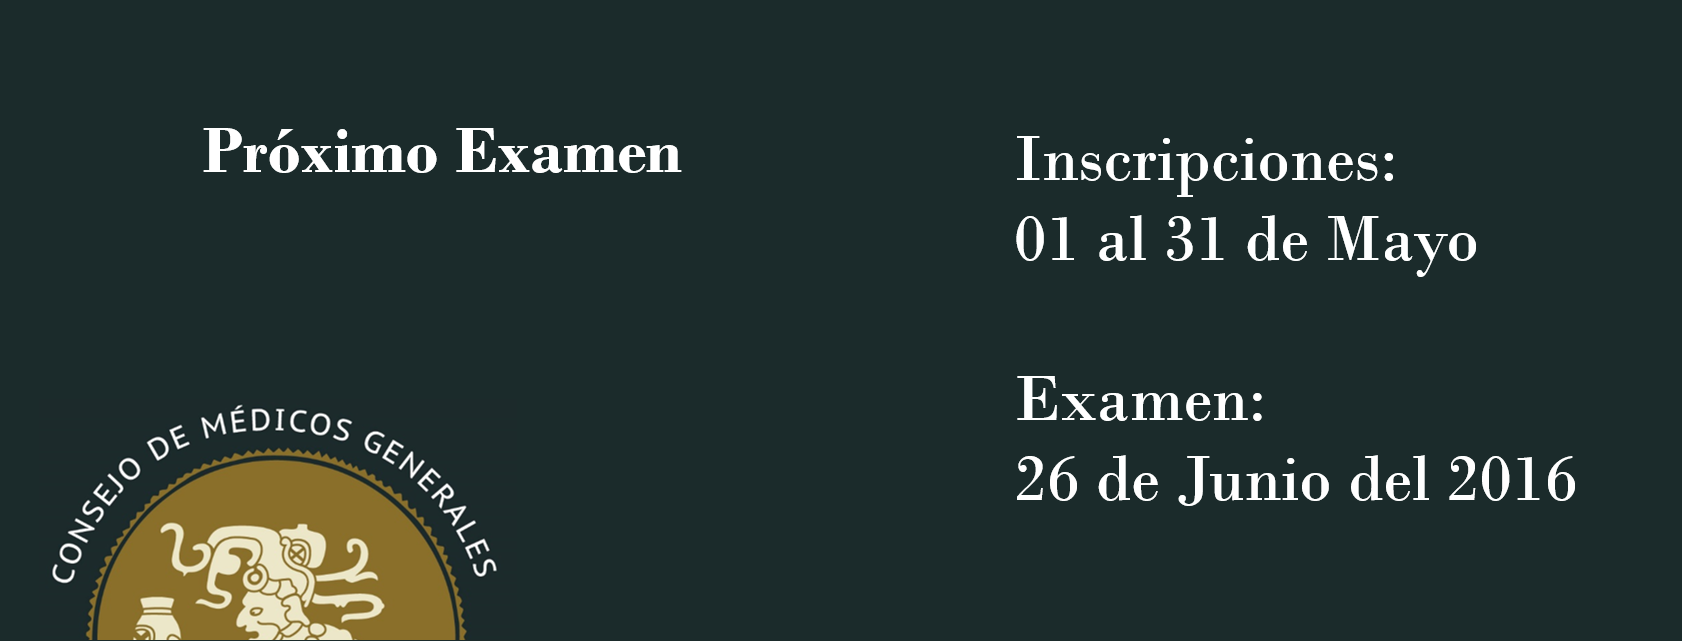 Próximo Examen
Inscripciones:
01 al 31 de Mayo
Examen:
26 de Junio del 2016
CONSEJO DE MÉDICOS GENERALES